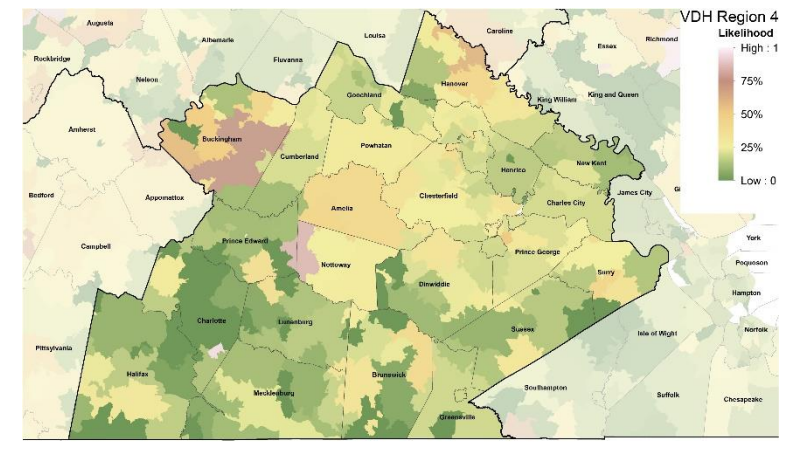 VDH Region 4
Likelihood
High : 1
75%
50%
25%
Low : 0
Augusta
Albemarle
Louisa
Caroline
Essex
Richmond
Rockbridge
Nelson
Fluvanna
Goochland
Hanover
King William
King and Queen
Amherst
Buckingham
Cumberland
Powhatan
Henrico
New Kent
Bedford
Appomattox
Amelia
Chesterfield
Charles City
James City
Gl
Campbell
Prince Edward
Nottoway
Prince George
Surry
York
Poquoson
Dinwiddie
Hampton
Pittsylvania
Charlotte
Lunenburg
Sussex
Isle of Wight
Norfolk
Halifax
Mecklenburg
Brunswick
Southampton
Suffolk
Chesapeake
Greensville